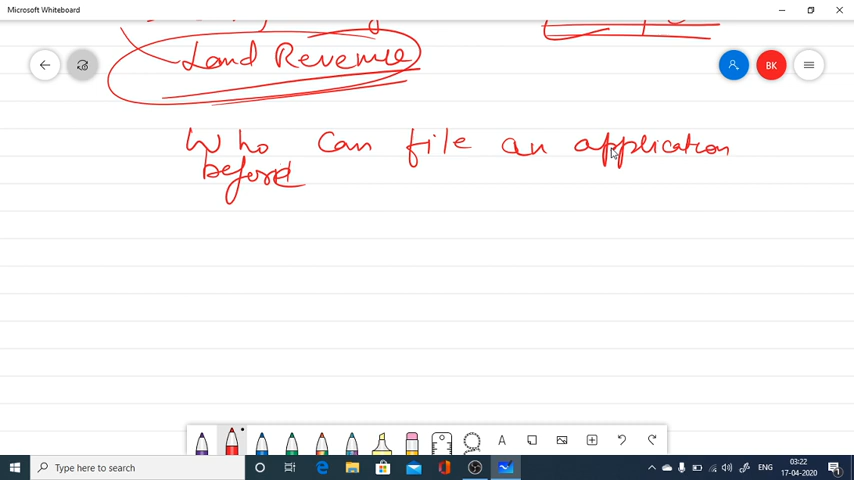 Microsoft Whiteboard
Land Revenue
BK
Who can file an application
before
A
Type here to search
ENG
03:22
17-04-2020